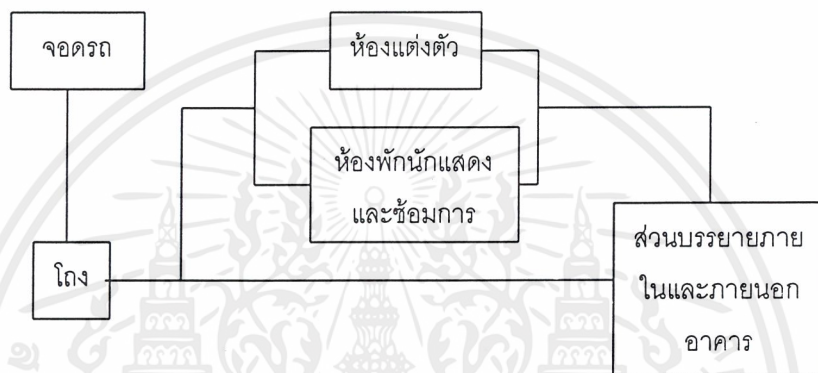 จอดรถ
ห้องแต่งตัว
ห้องพักนักแสดง
และซ้อมการ
โถง
ส่วนบรรยายภาย
ในและภายนอก
อาคาร